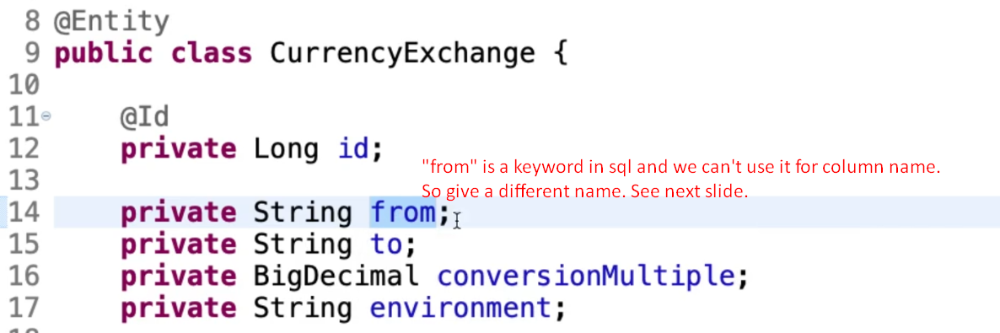 8 @Entity
9 public class CurrencyExchange {
10
11 @Id
12 private Long id;
"from" is a keyword in sql and we can't use it for column name.
13
So give a different name. See next slide.
14 private String from;
15 private String to;
16 private BigDecimal conversionMultiple;
17 private String environment;